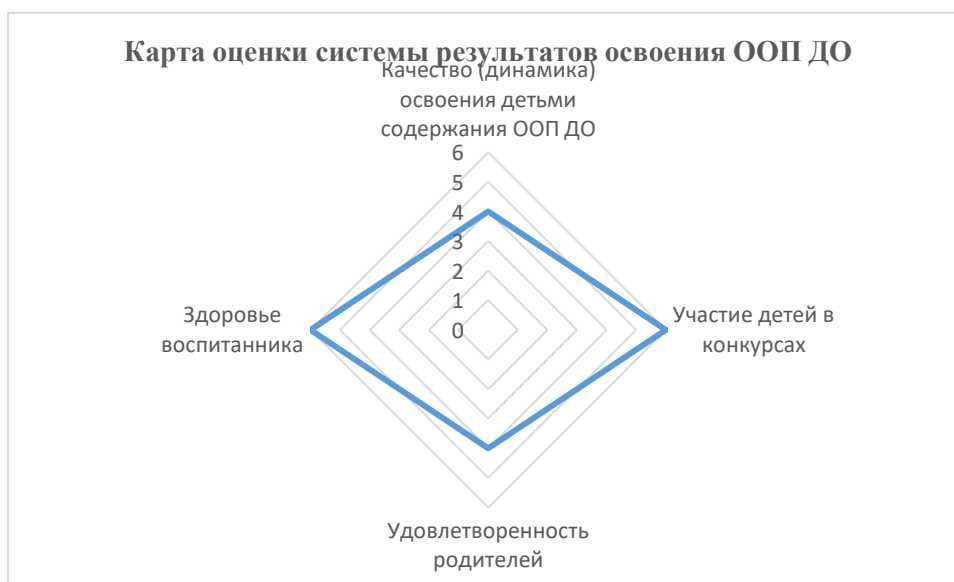 Карта оценки системы результатов освоения ООП ДО
Качество (динамика)
освоения детьми
содержания ООП ДО
6
5
4
3
2
1
0
Здоровье
воспитанника
Участие детей в
конкурсах
Удовлетворенность
родителей